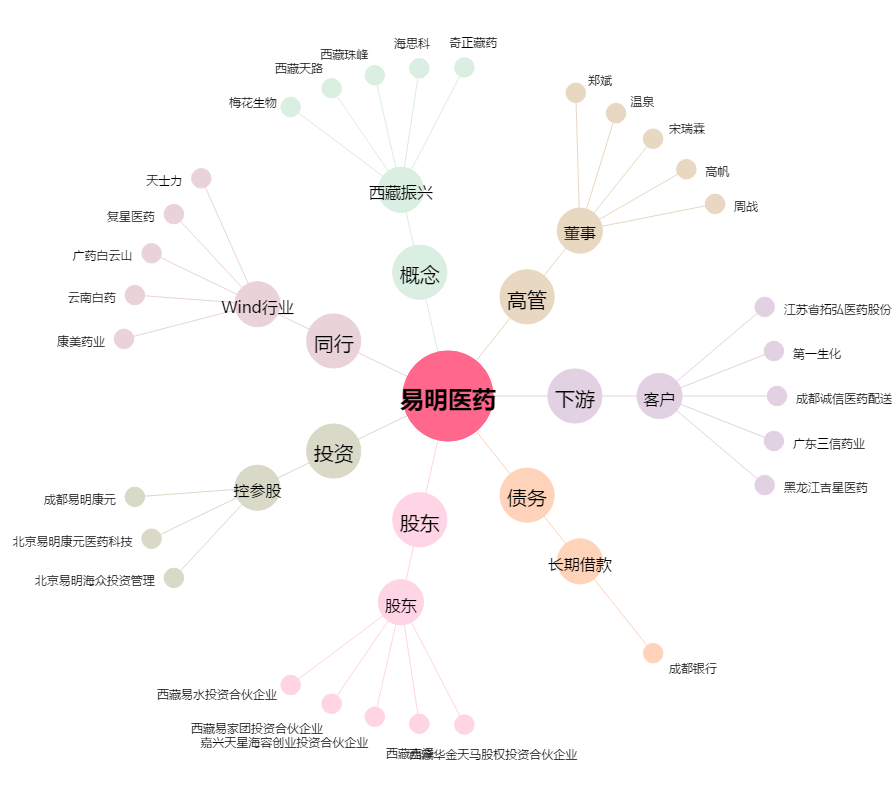 奇正藏药
海思科
西藏珠峰
西藏天路
梅花生物
西藏振兴
概念
郑斌
温泉
宋瑞霖
高帆
周战
董事
高管
天士力
复星医药
广药白云山
云南白药
康美药业
Wind行业
同行
易明医药
下游
客户
江苏省拓弘医药股份
第一生化
成都诚信医药配送
广东三信药业
黑龙江吉星医药
投资
控参股
成都易明康元
北京易明康元医药科技
北京易明海众投资管理
债务
长期借款
成都银行
股东
股东
西藏易水投资合伙企业
西藏易家团投资合伙企业
嘉兴天星海容创业投资合伙企业
西藏华金天马股权投资合伙企业